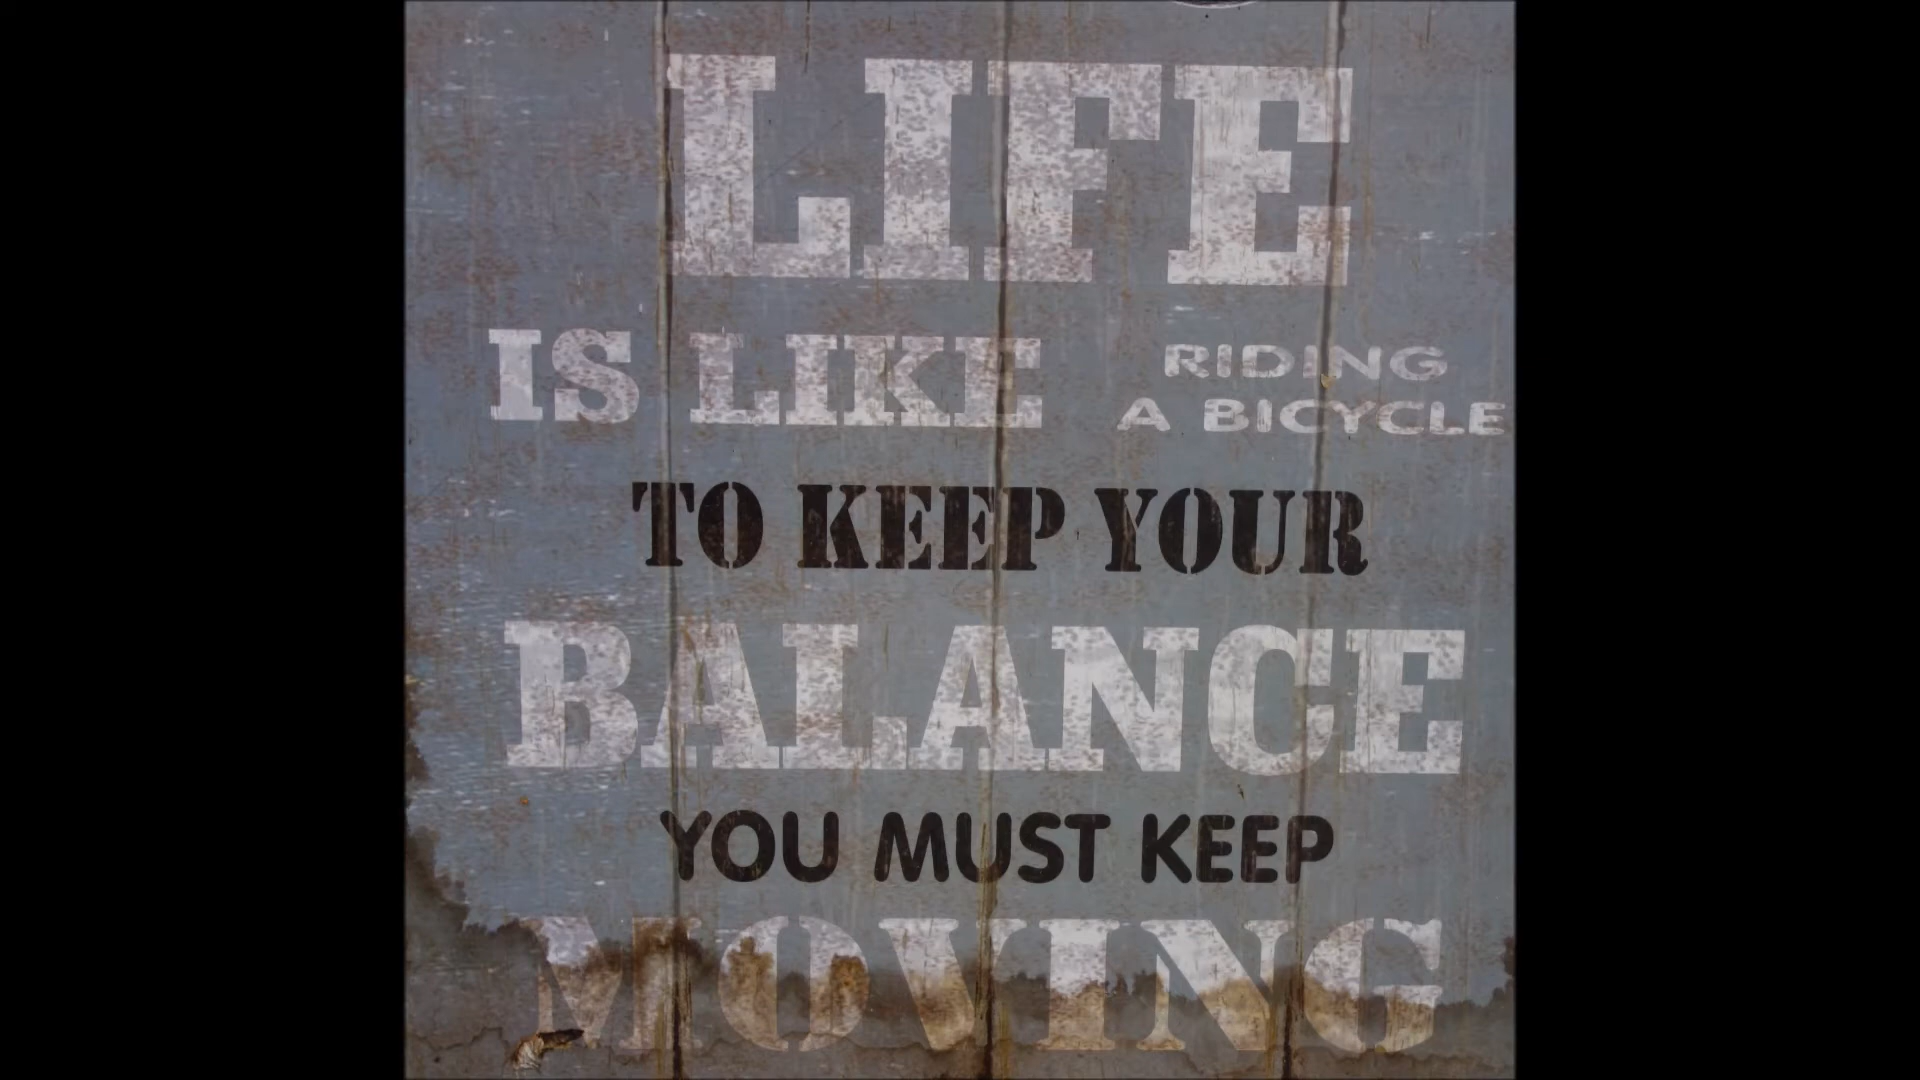 LIFE
IS LIKE RIDING
A BICYCLE
TO KEEP YOUR
BALANCE
YOU MUST KEEP
MOVING